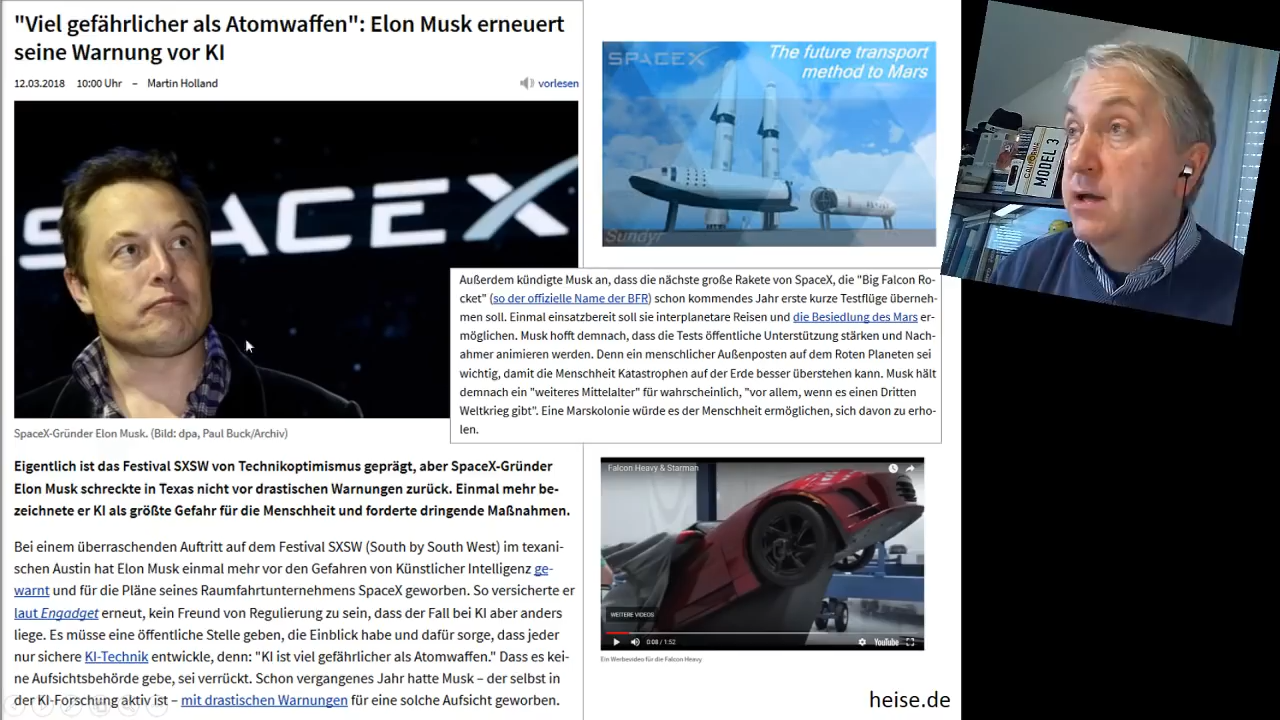 "Viel gefährlicher als Atomwaffen": Elon Musk erneuert
seine Warnung vor KI
12.03.2018 10:00 Uhr – Martin Holland
vorlesen
SPACEX
SpaceX-Gründer Elon Musk. (Bild: dpa, Paul Buck/Archiv)
Eigentlich ist das Festival SXSW von Technikoptimismus geprägt, aber SpaceX-Gründer
Elon Musk schreckte in Texas nicht vor drastischen Warnungen zurück. Einmal mehr be-
zeichnete er KI als größte Gefahr für die Menschheit und forderte dringende Maßnahmen.
Bei einem überraschenden Auftritt auf dem Festival SXSW (South by South West) im texani-
schen Austin hat Elon Musk einmal mehr vor den Gefahren von Künstlicher Intelligenz ge-
warnt und für die Pläne seines Raumfahrtunternehmens SpaceX geworben. So versicherte er
laut Engadget erneut, kein Freund von Regulierung zu sein, dass der Fall bei KI aber anders
liege. Es müsse eine öffentliche Stelle geben, die Einblick habe und dafür sorge, dass jeder
nur sichere KI-Technik entwickle, denn: "KI ist viel gefährlicher als Atomwaffen." Dass es kei-
ne Aufsichtsbehörde gebe, sei verrückt. Schon vergangenes Jahr hatte Musk – der selbst in
der KI-Forschung aktiv ist – mit drastischen Warnungen für eine solche Aufsicht geworben.
SPACEX
The future transport
method to Mars
Sundyr
Außerdem kündigte Musk an, dass die nächste große Rakete von SpaceX, die "Big Falcon Ro-
cket" (so der offizielle Name der BFR) schon kommendes Jahr erste kurze Testflüge überneh-
men soll. Einmal einsatzbereit soll sie interplanetare Reisen und die Besiedlung des Mars er-
möglichen. Musk hofft demnach, dass die Tests öffentliche Unterstützung stärken und Nach-
ahmer animieren werden. Denn ein menschlicher Außenposten auf dem Roten Planeten sei
wichtig, damit die Menschheit Katastrophen auf der Erde besser überstehen kann. Musk hält
demnach ein "weiteres Mittelalter" für wahrscheinlich, "vor allem, wenn es einen Dritten
Weltkrieg gibt". Eine Marskolonie würde es der Menschheit ermöglichen, sich davon zu erho-
len.
Falcon Heavy & Starman
WEITERE VIDEOS
0:08 / 1:52
YouTube
Ein Werbevideo für die Falcon Heavy
heise.de
CALIFORNIA
MODEL 3